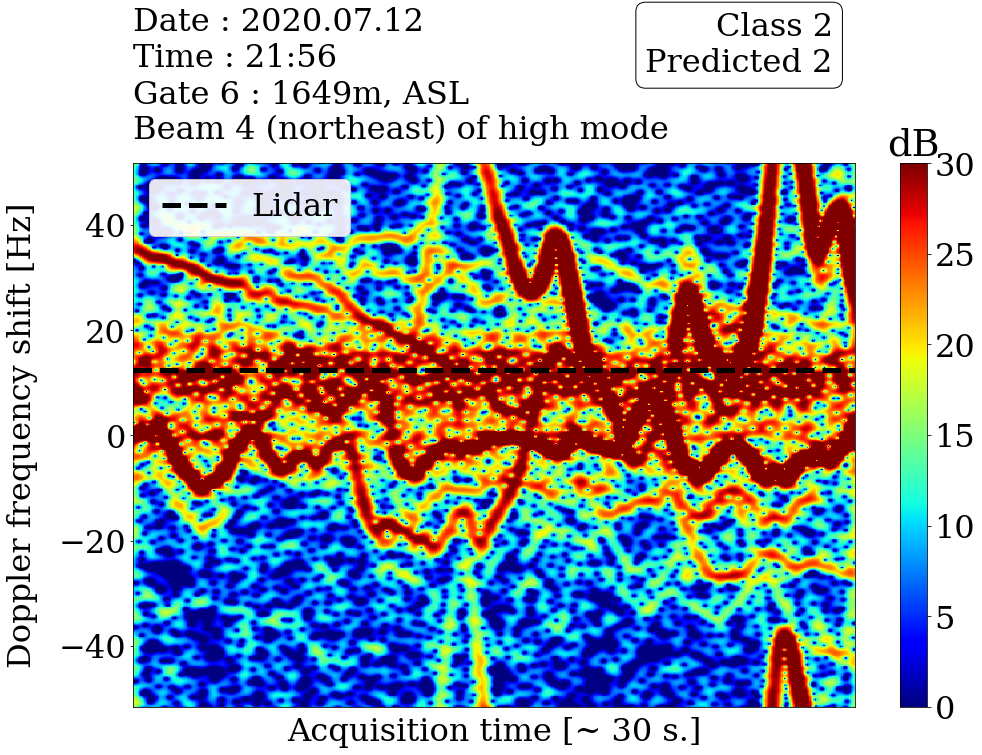 Date : 2020.07.12
Time : 21:56
Gate 6 : 1649m, ASL
Beam 4 (northeast) of high mode
Class 2
Predicted 2
dB
Lidar
Doppler frequency shift [Hz]
40
20
0
−20
−40
30
25
20
15
10
5
0
Acquisition time [~ 30 s.]